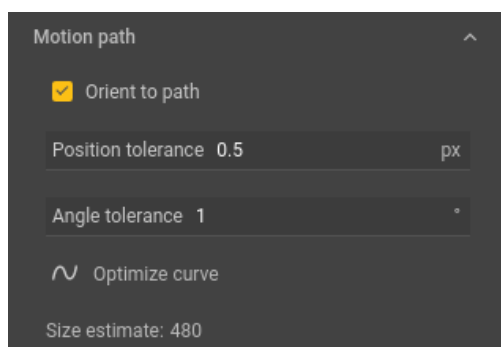 Motion path
Orient to path
Position tolerance 0.5 px
Angle tolerance 1 °
Optimize curve
Size estimate: 480